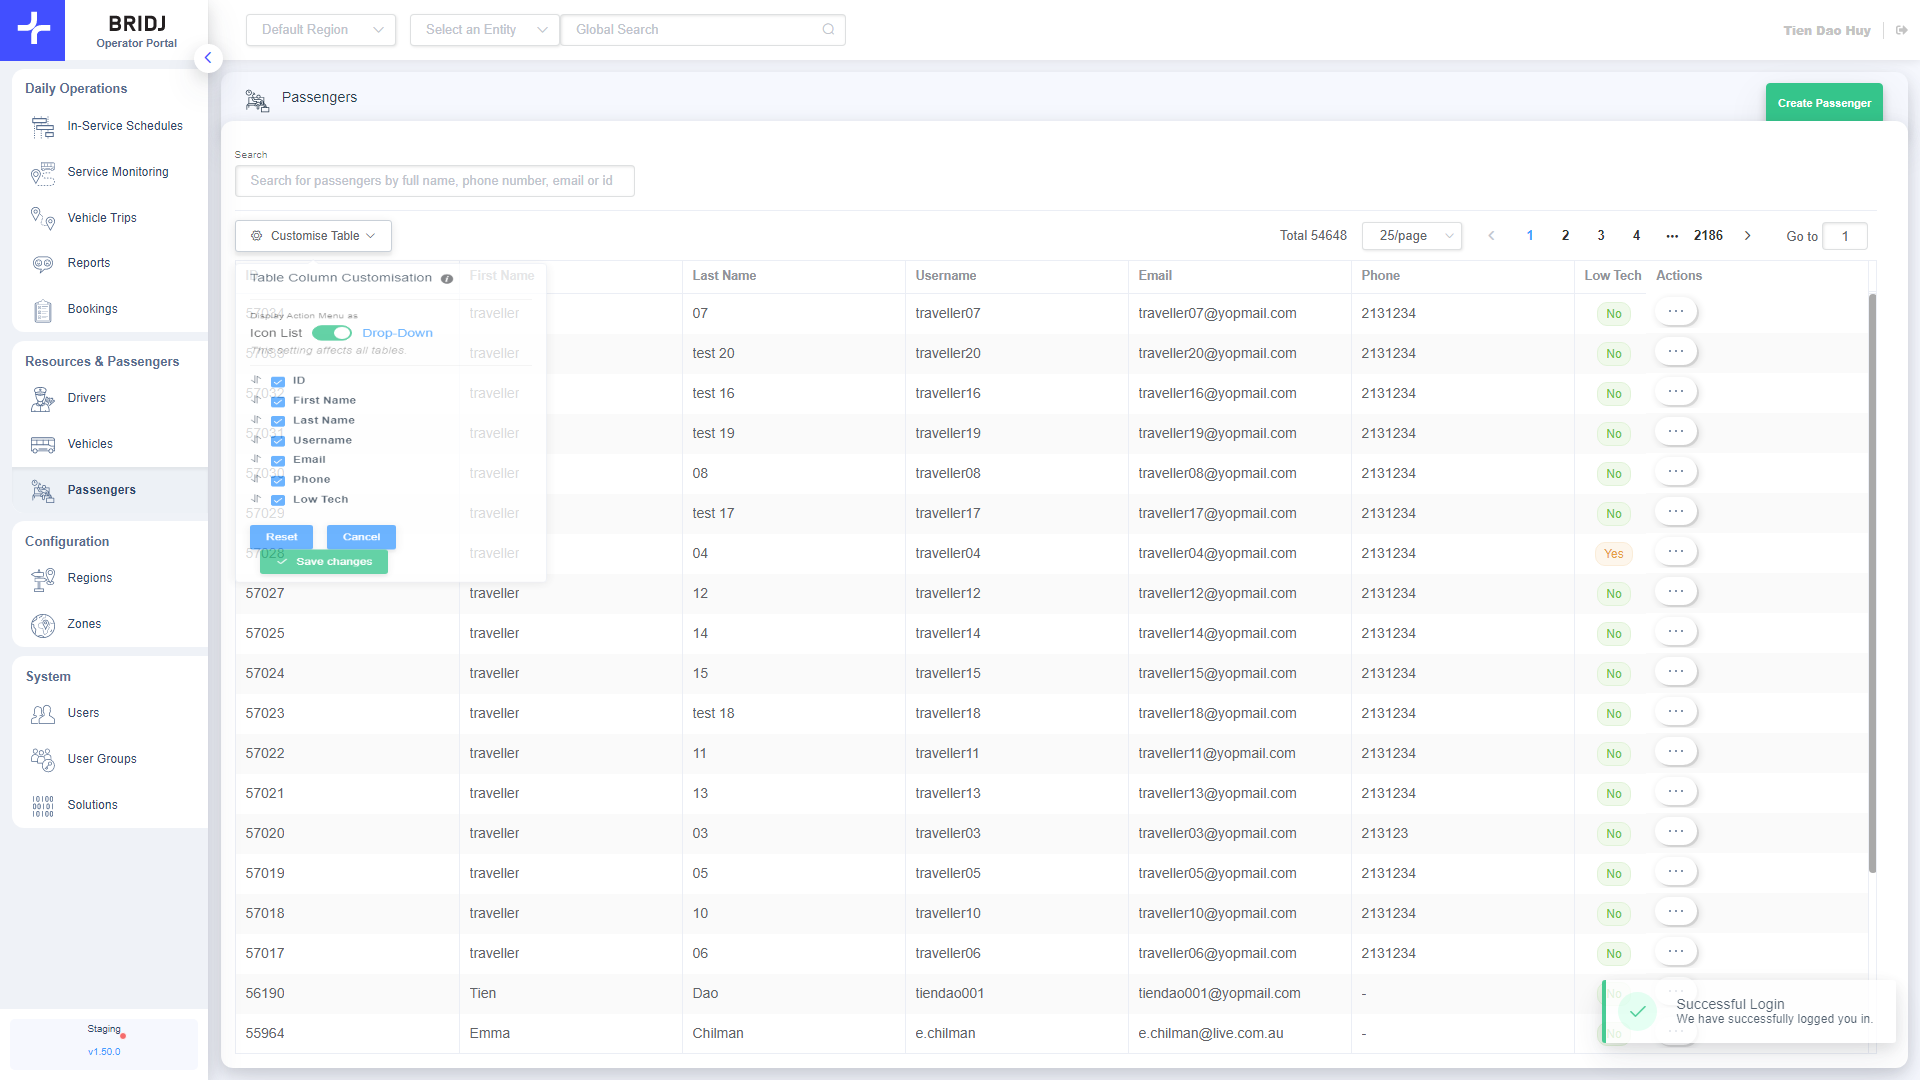 BRIDJ
Operator Portal
Default Region
Select an Entity
Global Search
Tien Dao Huy
Daily Operations
In-Service Schedules
Service Monitoring
Vehicle Trips
Reports
Bookings
Resources & Passengers
Drivers
Vehicles
Passengers
Configuration
Regions
Zones
System
Users
User Groups
Solutions
Staging
v1.50.0
Passengers
Create Passenger
Search
Search for passengers by full name, phone number, email or id
Customise Table
Total 54648 25/page 1 2 3 4 ••• 2186 Go to 1
Table Column Customisation
Display Action Menu as
Icon List Drop-Down
This setting affects all tables.
ID
First Name
Last Name
Username
Email
Phone
Low Tech
Reset Cancel
Save changes
First Name Last Name Username Email Phone Low Tech Actions
57034 traveller 07 traveller07 traveller07@yopmail.com 2131234 No ...
57033 traveller test 20 traveller20 traveller20@yopmail.com 2131234 No ...
57032 traveller test 16 traveller16 traveller16@yopmail.com 2131234 No ...
57031 traveller test 19 traveller19 traveller19@yopmail.com 2131234 No ...
57030 traveller 08 traveller08 traveller08@yopmail.com 2131234 No ...
57029 traveller test 17 traveller17 traveller17@yopmail.com 2131234 No ...
57028 traveller 04 traveller04 traveller04@yopmail.com 2131234 Yes ...
57027 traveller 12 traveller12 traveller12@yopmail.com 2131234 No ...
57025 traveller 14 traveller14 traveller14@yopmail.com 2131234 No ...
57024 traveller 15 traveller15 traveller15@yopmail.com 2131234 No ...
57023 traveller test 18 traveller18 traveller18@yopmail.com 2131234 No ...
57022 traveller 11 traveller11 traveller11@yopmail.com 2131234 No ...
57021 traveller 13 traveller13 traveller13@yopmail.com 2131234 No ...
57020 traveller 03 traveller03 traveller03@yopmail.com 213123 No ...
57019 traveller 05 traveller05 traveller05@yopmail.com 2131234 No ...
57018 traveller 10 traveller10 traveller10@yopmail.com 2131234 No ...
57017 traveller 06 traveller06 traveller06@yopmail.com 2131234 No ...
56190 Tien Dao tiendao001 tiendao001@yopmail.com - No ...
55964 Emma Chilman e.chilman e.chilman@live.com.au - No ...
Successful Login
We have successfully logged you in.